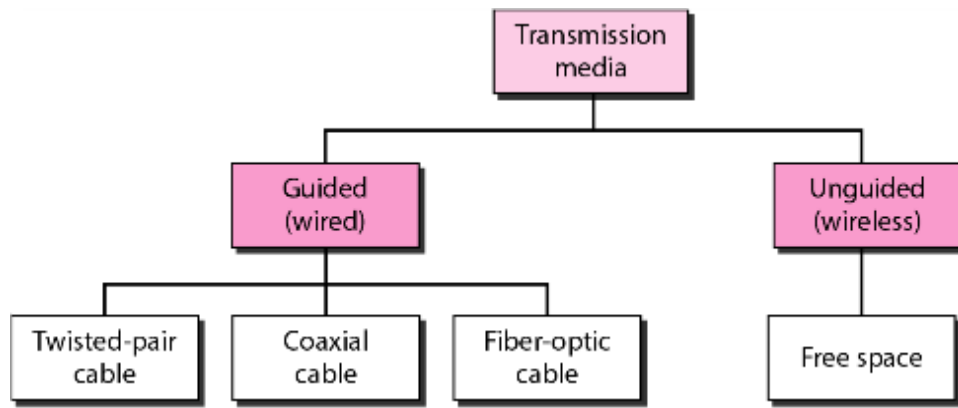 Transmission
media
Guided
(wired)
Unguided
(wireless)
Twisted-pair
cable
Coaxial
cable
Fiber-optic
cable
Free space